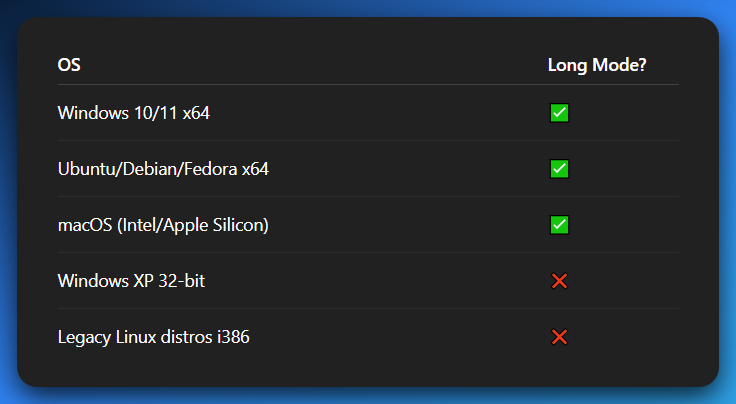 OS Long Mode?
Windows 10/11 x64 ✅
Ubuntu/Debian/Fedora x64 ✅
macOS (Intel/Apple Silicon) ✅
Windows XP 32-bit ❌
Legacy Linux distros i386 ❌